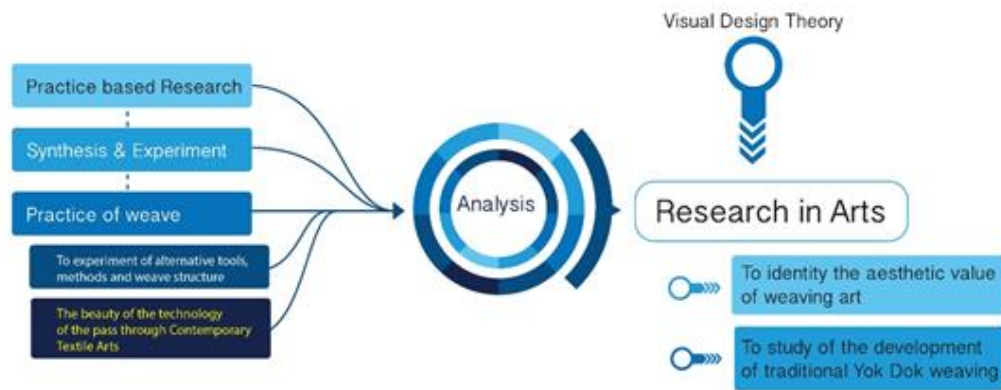 Visual Design Theory
Practice based Research
Synthesis & Experiment
Practice of weave
To experiment of alternative tools,
methods and weave structure
The beauty of the technology
of the pass through Contemporary
Textile Arts
Analysis
Research in Arts
To identity the aesthetic value
of weaving art
To study of the development
of traditional Yok Dok weaving